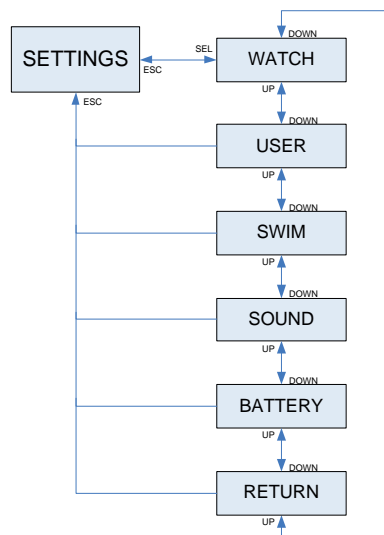 DOWN
SETTINGS
SEL
WATCH
ESC
ESC
UP
DOWN
USER
UP
DOWN
SWIM
UP
DOWN
SOUND
UP
DOWN
BATTERY
UP
DOWN
RETURN
UP